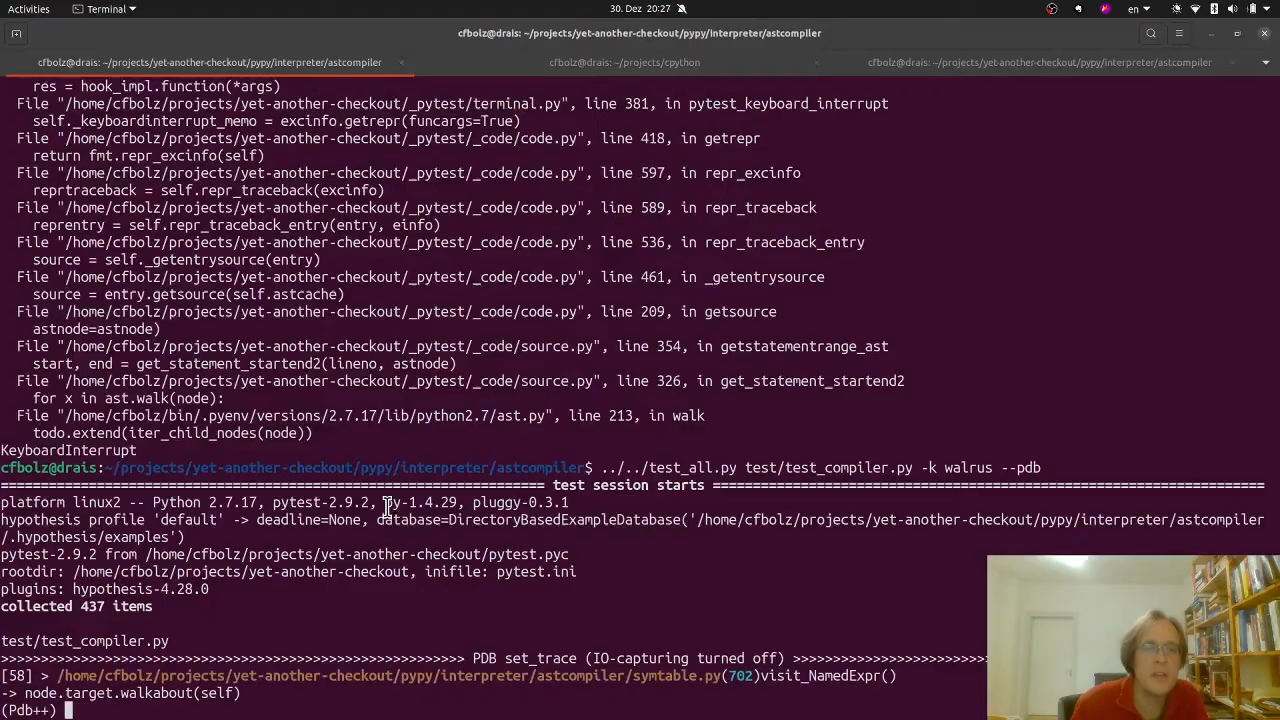 Activities
Terminal
30. Dez 20:27
en
cfbolz@drais: ~/projects/yet-another-checkout/pypy/interpreter/astcompiler
cfbolz@drais: ~/projects/yet-another-checkout/pypy/interpreter/astcompiler
cfbolz@drais: ~/projects/cpython
cfbolz@drais: ~/projects/yet-another-checkout/pypy/interpreter/astcompiler
res = hook_impl.function(*args)
File "/home/cfbolz/projects/yet-another-checkout/_pytest/terminal.py", line 381, in pytest_keyboard_interrupt
self._keyboardinterrupt_memo = excinfo.getrepr(funcargs=True)
File "/home/cfbolz/projects/yet-another-checkout/_pytest/_code/code.py", line 418, in getrepr
return fmt.repr_excinfo(self)
File "/home/cfbolz/projects/yet-another-checkout/_pytest/_code/code.py", line 597, in repr_excinfo
reprtraceback = self.repr_traceback(excinfo)
File "/home/cfbolz/projects/yet-another-checkout/_pytest/_code/code.py", line 589, in repr_traceback
reprentry = self.repr_traceback_entry(entry, einfo)
File "/home/cfbolz/projects/yet-another-checkout/_pytest/_code/code.py", line 536, in repr_traceback_entry
source = self._getentrysource(entry)
File "/home/cfbolz/projects/yet-another-checkout/_pytest/_code/code.py", line 461, in _getentrysource
source = entry.getsource(self.astcache)
File "/home/cfbolz/projects/yet-another-checkout/_pytest/_code/code.py", line 209, in getsource
astnode=astnode)
File "/home/cfbolz/projects/yet-another-checkout/_pytest/_code/source.py", line 354, in getstatementrange_ast
start, end = get_statement_startend2(lineno, astnode)
File "/home/cfbolz/projects/yet-another-checkout/_pytest/_code/source.py", line 326, in get_statement_startend2
for x in ast.walk(node):
File "/home/cfbolz/bin/.pyenv/versions/2.7.17/lib/python2.7/ast.py", line 213, in walk
todo.extend(iter_child_nodes(node))
KeyboardInterrupt
cfbolz@drais:~/projects/yet-another-checkout/pypy/interpreter/astcompiler$ ../../test_all.py test/test_compiler.py -k walrus --pdb
==================================================================== test session starts ======================================================================
platform linux2 -- Python 2.7.17, pytest-2.9.2, py-1.4.29, pluggy-0.3.1
hypothesis profile 'default' -> deadline=None, database=DirectoryBasedExampleDatabase('/home/cfbolz/projects/yet-another-checkout
/.hypothesis/examples')
pytest-2.9.2 from /home/cfbolz/projects/yet-another-checkout/pytest.pyc
rootdir: /home/cfbolz/projects/yet-another-checkout, inifile: pytest.ini
plugins: hypothesis-4.28.0
collected 437 items
test/test_compiler.py
>>>>>>>>>>>>>>>>>>>>>>>>>>>>>>>>>>>>>>>>>>>>>>>>>>>>>>>>>> PDB set_trace (IO-capturing turned off) >>>>>>>>>>>>>>>>>>>>>>>>
[58] > /home/cfbolz/projects/yet-another-checkout/pypy/interpreter/astcompiler/symtable.py(702)visit_NamedExpr()
-> node.target.walkabout(self)
(Pdb++)